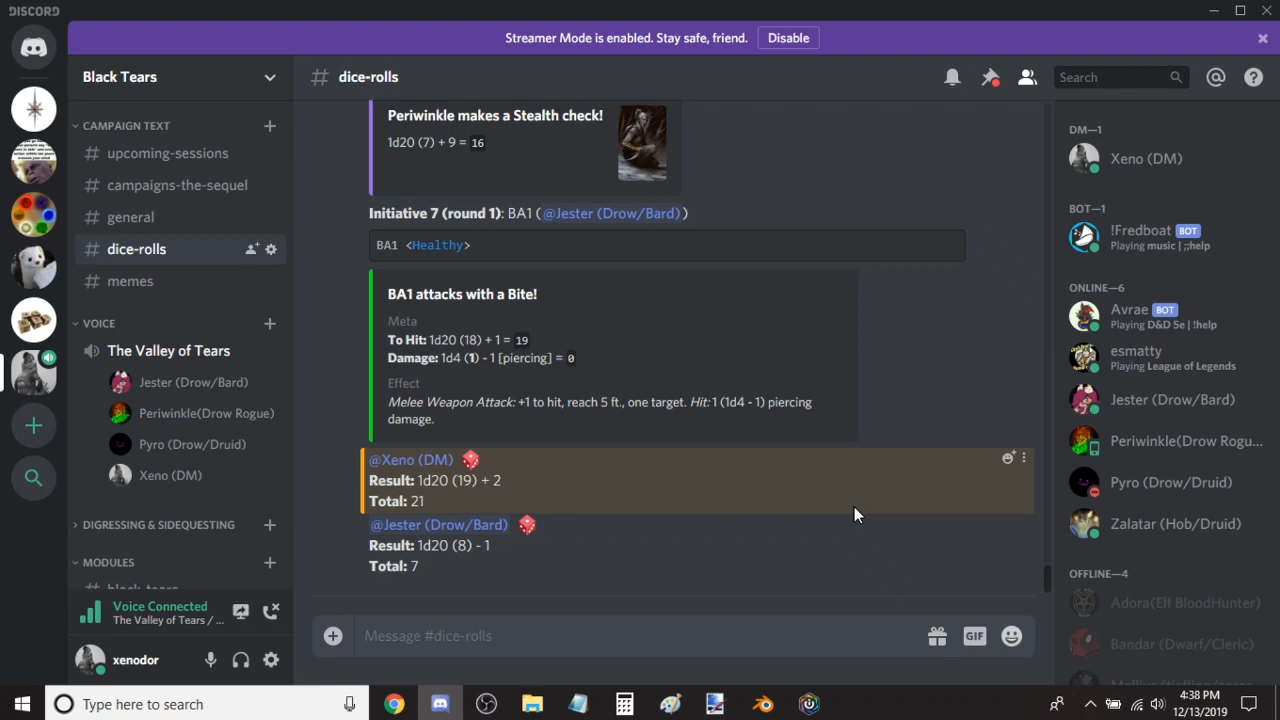 DISCORD
Streamer Mode is enabled. Stay safe, friend.
Disable
Black Tears
CAMPAIGN TEXT
# upcoming-sessions
# campaigns-the-sequel
# general
# dice-rolls
# memes
VOICE
The Valley of Tears
Jester (Drow/Bard)
Periwinkle(Drow Rogue)
Pyro (Drow/Druid)
Xeno (DM)
DIGRESSING & SIDEQUESTING
MODULES
Voice Connected
The Valley of Tears / ...
xenodor
# dice-rolls
Search
Periwinkle makes a Stealth check!
1d20 (7) + 9 = 16
Initiative 7 (round 1): BA1 (@Jester (Drow/Bard))
BA1 <Healthy>
BA1 attacks with a Bite!
Meta
To Hit: 1d20 (18) + 1 = 19
Damage: 1d4 (1) - 1 [piercing] = 0
Effect
Melee Weapon Attack: +1 to hit, reach 5 ft., one target. Hit: 1 (1d4 - 1) piercing
damage.
@Xeno (DM)
Result: 1d20 (19) + 2
Total: 21
@Jester (Drow/Bard)
Result: 1d20 (8) - 1
Total: 7
Message #dice-rolls
GIF
DM—1
Xeno (DM)
BOT—1
!Fredboat BOT
Playing music | ;;help
ONLINE—6
Avrae BOT
Playing D&D 5e | !help
esmatty
Playing League of Legends
Jester (Drow/Bard)
Periwinkle(Drow Rogu...
Pyro (Drow/Druid)
Zalatar (Hob/Druid)
OFFLINE—4
Adora(Elf BloodHunter)
Bandar (Dwarf/Cleric)
Type here to search
4:38 PM
12/13/2019